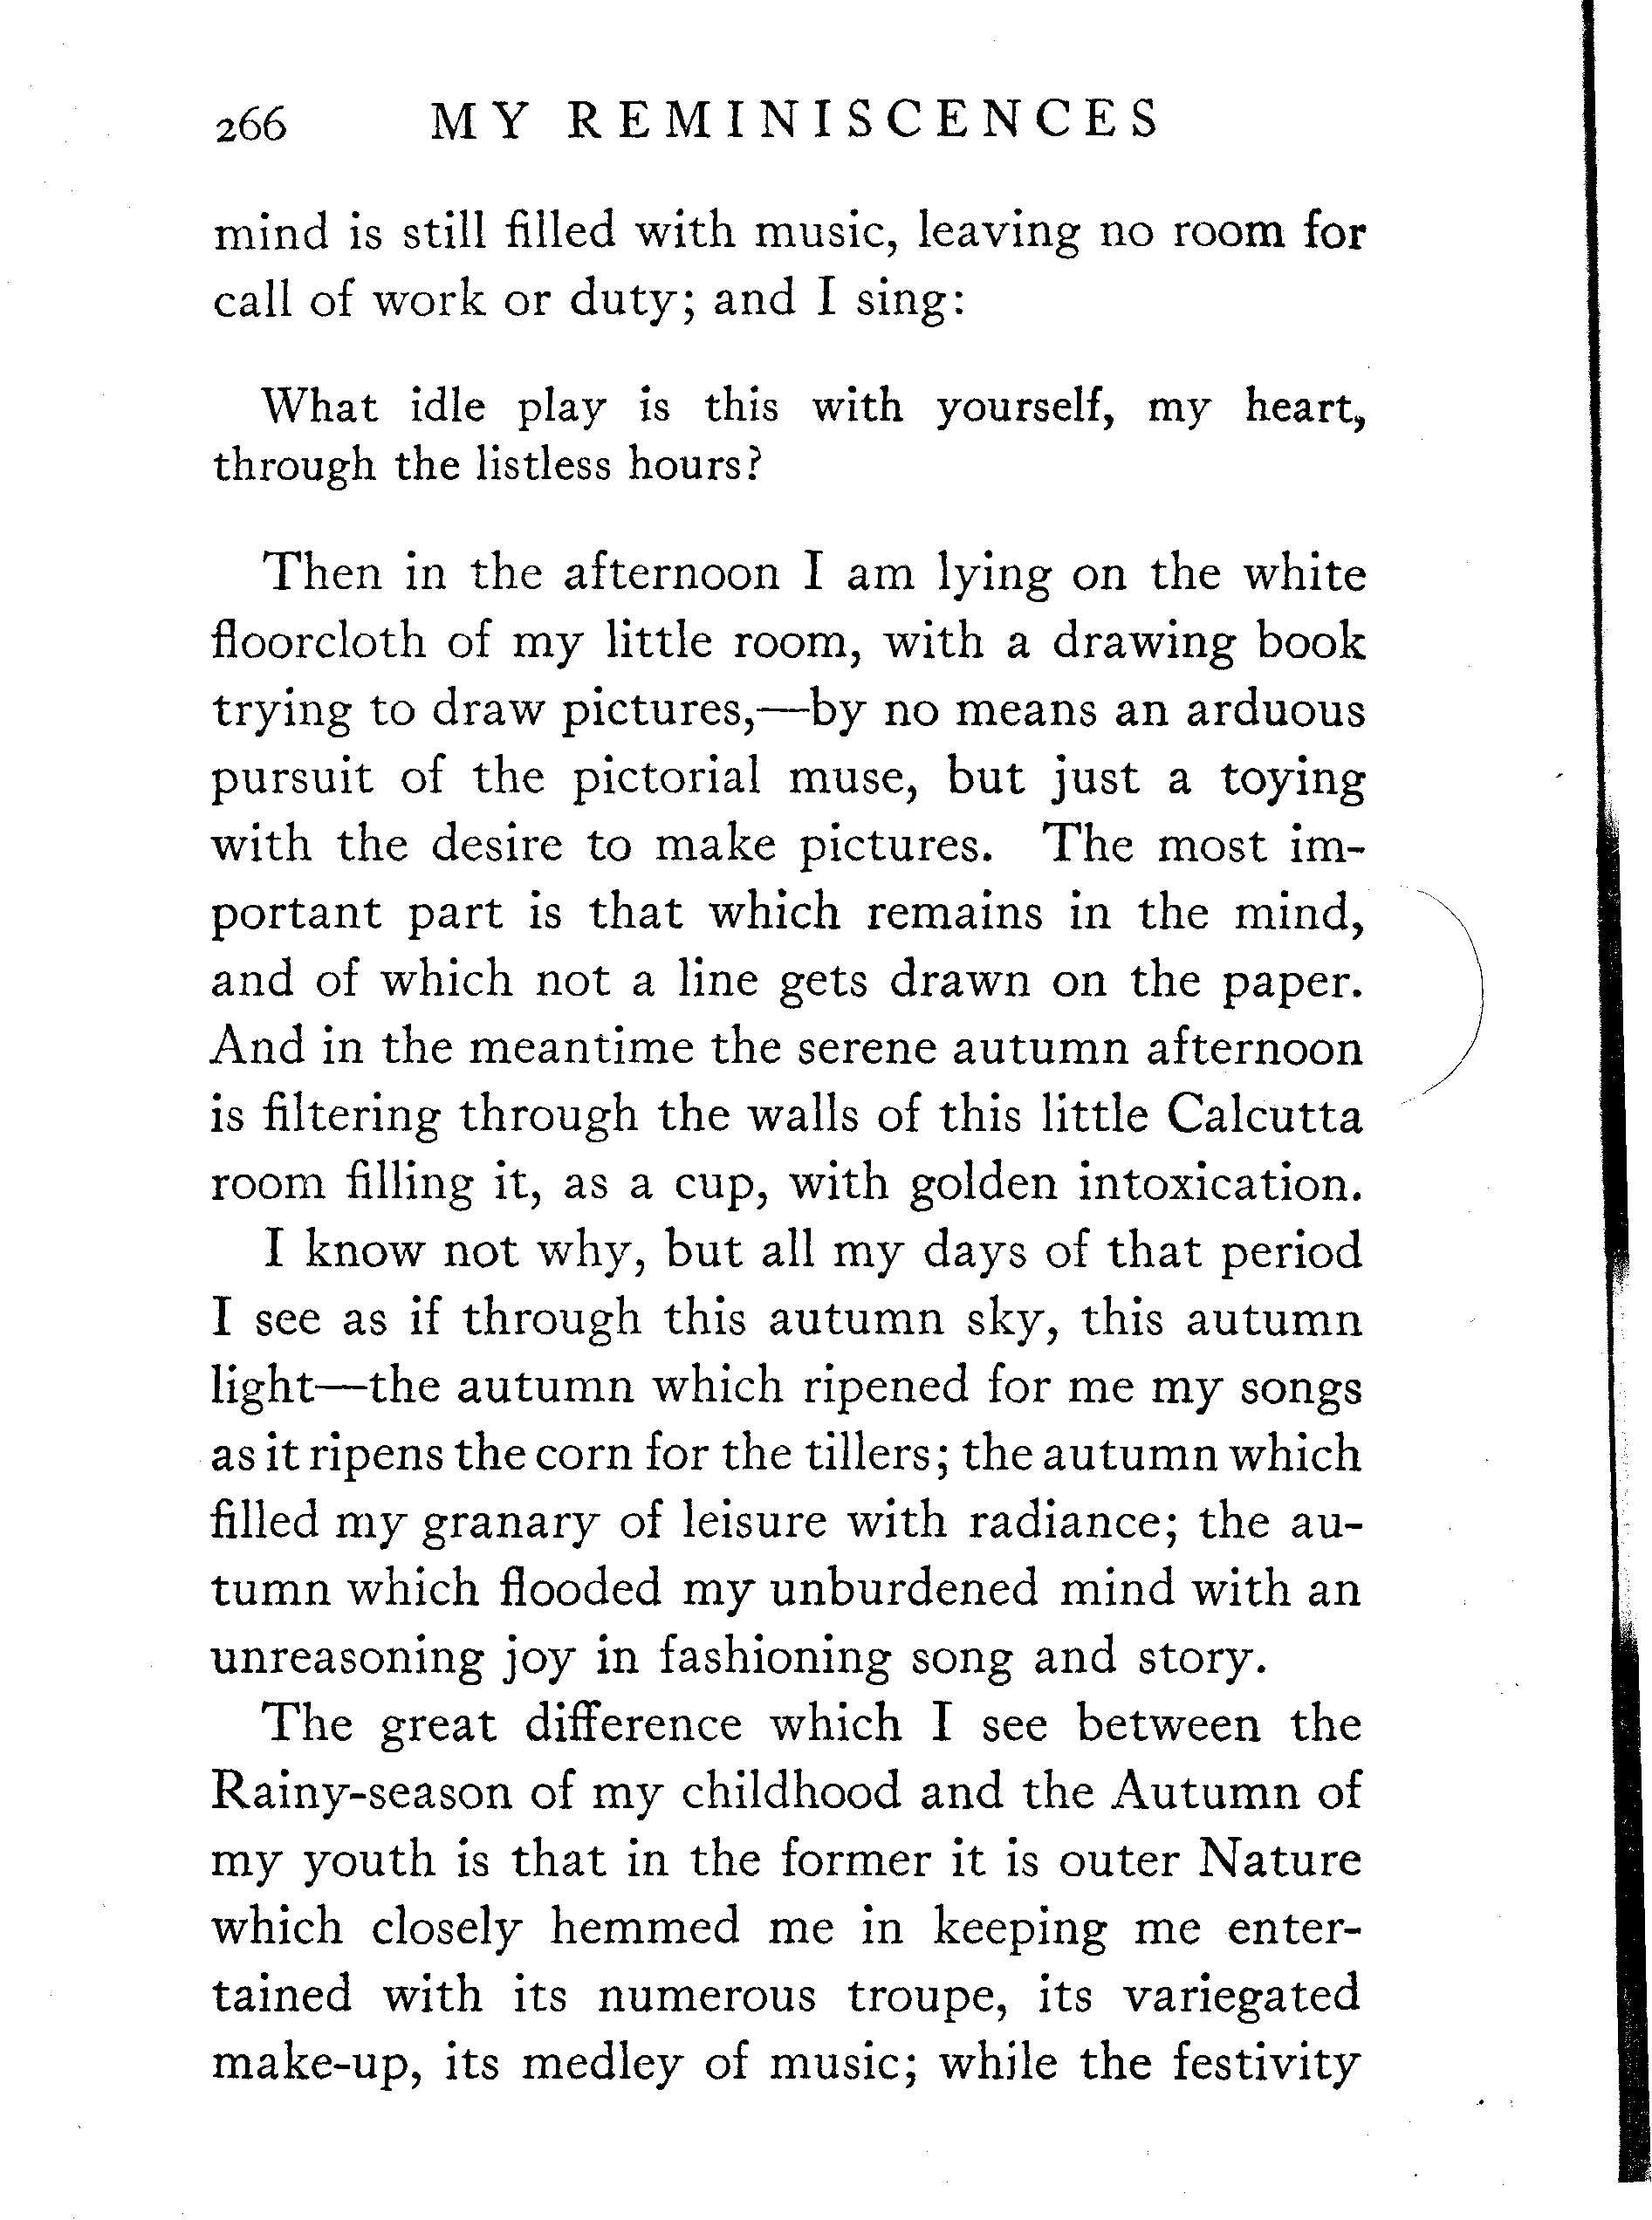 266 MY REMINISCENCES
mind is still filled with music, leaving no room for
call of work or duty; and I sing:
What idle play is this with yourself, my heart,
through the listless hours?
Then in the afternoon I am lying on the white
floorcloth of my little room, with a drawing book
trying to draw pictures,—by no means an arduous
pursuit of the pictorial muse, but just a toying
with the desire to make pictures. The most im-
portant part is that which remains in the mind,
and of which not a line gets drawn on the paper.
And in the meantime the serene autumn afternoon
is filtering through the walls of this little Calcutta
room filling it, as a cup, with golden intoxication.
I know not why, but all my days of that period
I see as if through this autumn sky, this autumn
light—the autumn which ripened for me my songs
as it ripens the corn for the tillers; the autumn which
filled my granary of leisure with radiance; the au-
tumn which flooded my unburdened mind with an
unreasoning joy in fashioning song and story.
The great difference which I see between the
Rainy-season of my childhood and the Autumn of
my youth is that in the former it is outer Nature
which closely hemmed me in keeping me enter-
tained with its numerous troupe, its variegated
make-up, its medley of music; while the festivity